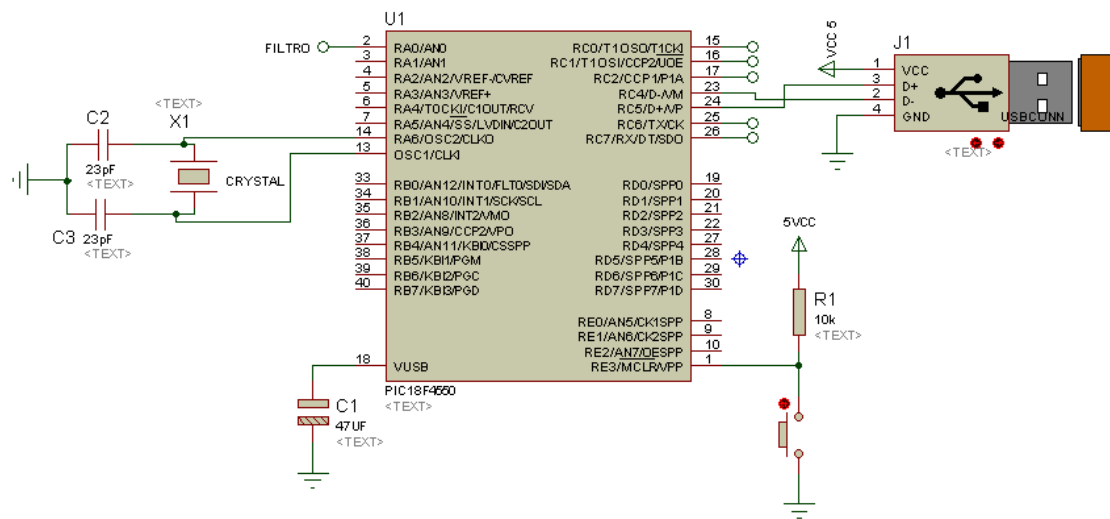 U1
FILTRO
2 RA0/AN0
3 RA1/AN1
4 RA2/AN2/VREF-/CVREF
5 RA3/AN3/VREF+
6 RA4/T0CKI/C1OUT/RCV
7 RA5/AN4/SS/LVDIN/C2OUT
14 RA6/OSC2/CLKO
13 OSC1/CLKI
33 RB0/AN12/INT0/FLT0/SDI/SDA
34 RB1/AN10/INT1/SCK/SCL
35 RB2/AN8/INT2/VMO
36 RB3/AN9/CCP2/VPO
37 RB4/AN11/KBI0/CSSPP
38 RB5/KBI1/PGM
39 RB6/KBI2/PGC
40 RB7/KBI3/PGD
18 VUSB
RC0/T1OSO/T1CKI 15
RC1/T1OSI/CCP2/UOE 16
RC2/CCP1/P1A 17
RC4/D-/VM 23
RC5/D+/VP 24
RC6/TX/CK 25
RC7/RX/DT/SDO 26
RD0/SPP0 19
RD1/SPP1 20
RD2/SPP2 21
RD3/SPP3 22
RD4/SPP4 27
RD5/SPP5/P1B 28
RD6/SPP6/P1C 29
RD7/SPP7/P1D 30
RE0/AN5/CK1SPP 8
RE1/AN6/CK2SPP 9
RE2/AN7/OESPP 10
RE3/MCLR/VPP 1
PIC18F4550
<TEXT>
<TEXT>
X1
CRYSTAL
C2
23pF
<TEXT>
C3
23pF
<TEXT>
C1
47UF
<TEXT>
VCC 5
J1
1 VCC
3 D+
2 D-
4 GND
USBCONN
<TEXT>
5VCC
R1
10k
<TEXT>